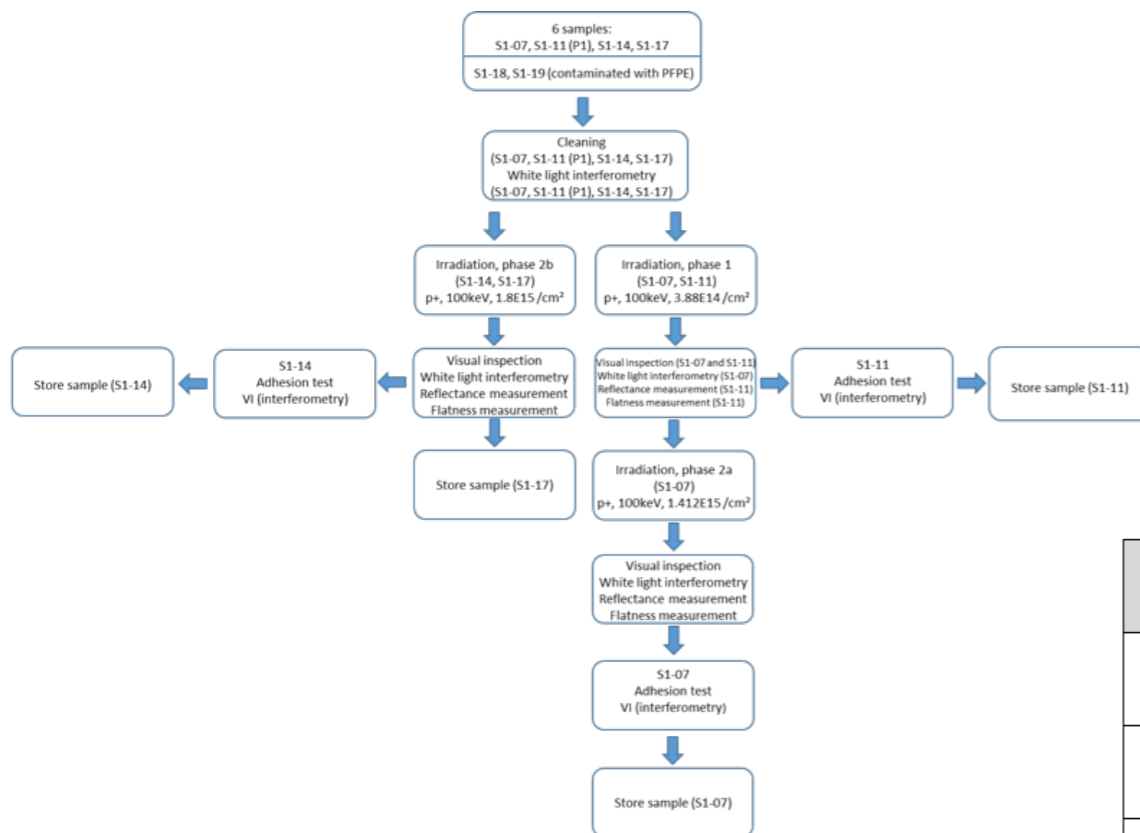 6 samples:
S1-07, S1-11 (P1), S1-14, S1-17
S1-18, S1-19 (contaminated with PFPE)
Cleaning
(S1-07, S1-11 (P1), S1-14, S1-17)
White light interferometry
(S1-07, S1-11 (P1), S1-14, S1-17)
Irradiation, phase 2b
(S1-14, S1-17)
p+, 100keV, 1.8E15/cm²
Irradiation, phase 1
(S1-07, S1-11)
p+, 100keV, 3.88E14/cm²
Store sample (S1-14)
S1-14
Adhesion test
VI (interferometry)
Visual inspection
White light interferometry
Reflectance measurement
Flatness measurement
Visual inspection (S1-07 and S1-11)
White light interferometry (S1-07)
Reflectance measurement (S1-11)
Flatness measurement (S1-11)
S1-11
Adhesion test
VI (interferometry)
Store sample (S1-11)
Store sample (S1-17)
Irradiation, phase 2a
(S1-07)
p+, 100keV, 1.412E15/cm²
Visual inspection
White light interferometry
Reflectance measurement
Flatness measurement
S1-07
Adhesion test
VI (interferometry)
Store sample (S1-07)